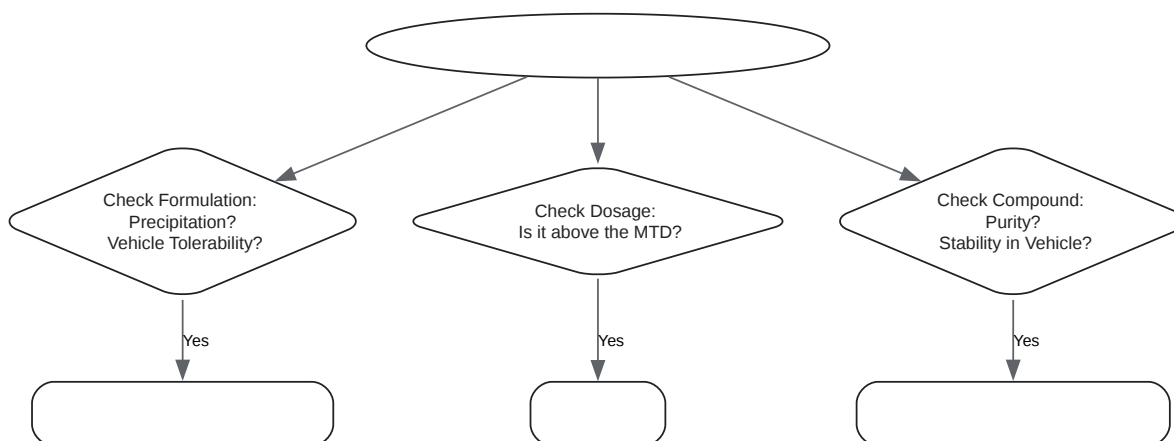 Check Formulation:
Precipitation?
Vehicle Tolerability?
Check Dosage:
Is it above the MTD?
Check Compound:
Purity?
Stability in Vehicle?
Yes
Yes
Yes